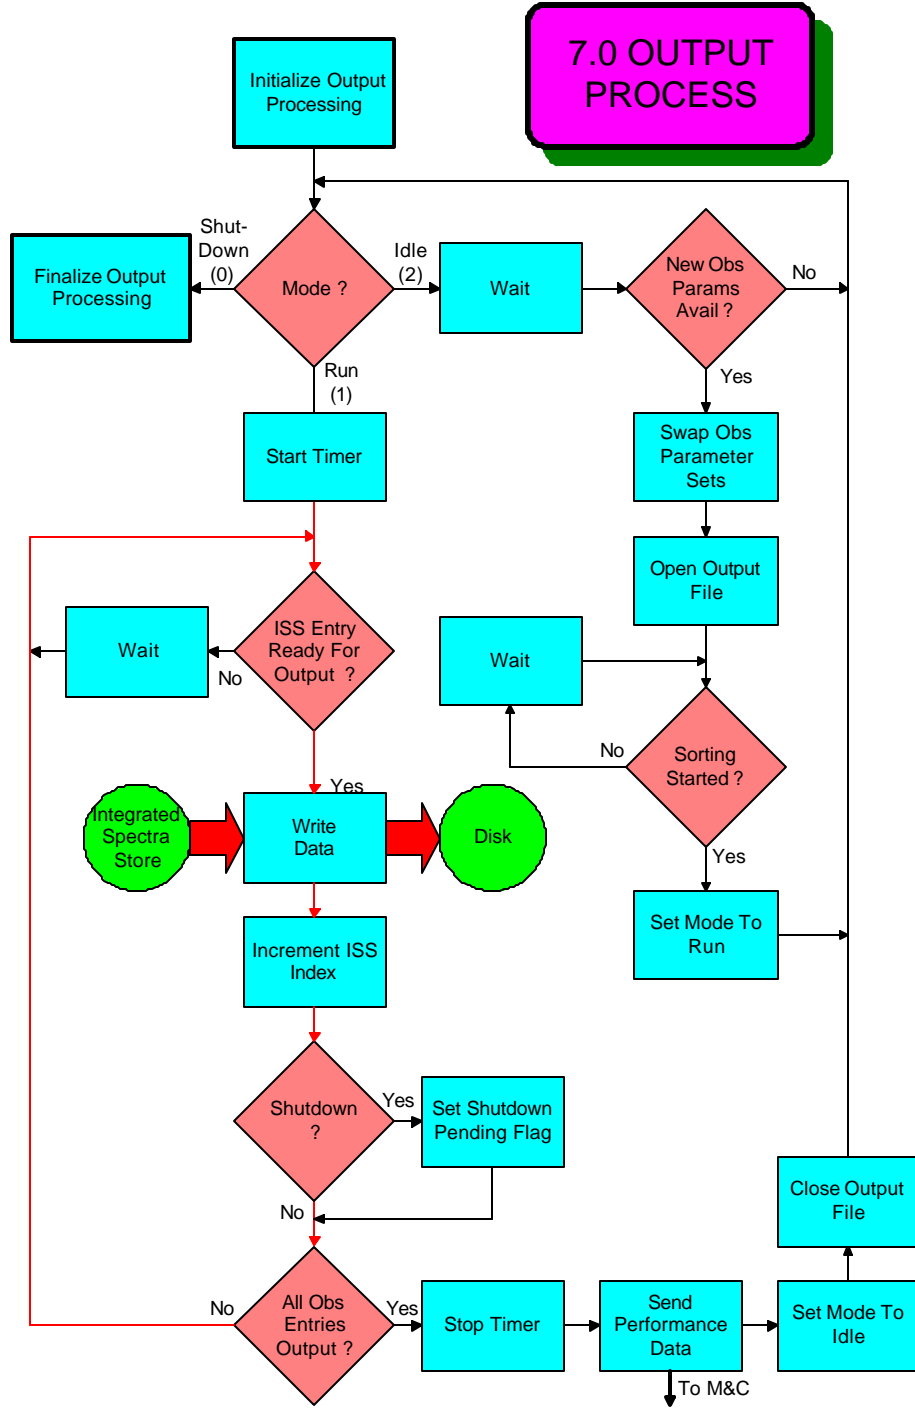 7.0 OUTPUT
PROCESS
Initialize Output
Processing
Shut-
Down
(0)
Finalize Output
Processing
Mode ?
Idle
(2)
Wait
New Obs
Params
Avail ?
No
Run
(1)
Yes
Start Timer
Swap Obs
Parameter
Sets
Open Output
File
Wait
No
ISS Entry
Ready For
Output ?
Wait
No
Sorting
Started ?
Yes
Integrated
Spectra
Store
Write
Data
Disk
Yes
Set Mode To
Run
Increment ISS
Index
Shutdown
?
Yes
Set Shutdown
Pending Flag
No
Close Output
File
No
All Obs
Entries
Output ?
Yes
Stop Timer
Send
Performance
Data
Set Mode To
Idle
To M&C